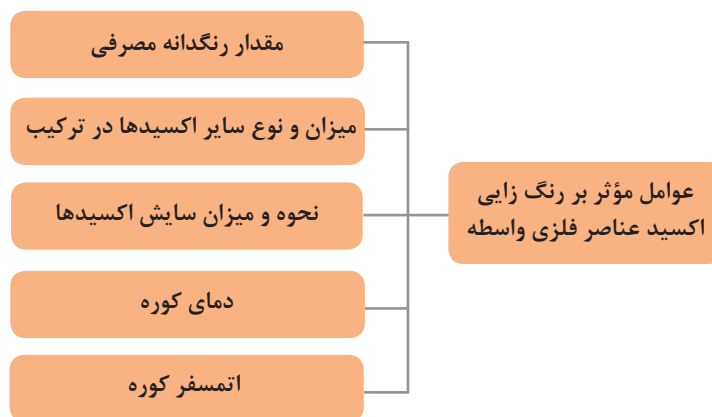 عوامل مؤثر بر رنگ زایی
اکسید عناصر فلزی واسطه
مقدار رنگدانه مصرفی
میزان و نوع سایر اکسیدها در ترکیب
نحوه و میزان سایش اکسیدها
دمای کوره
اتمسفر کوره